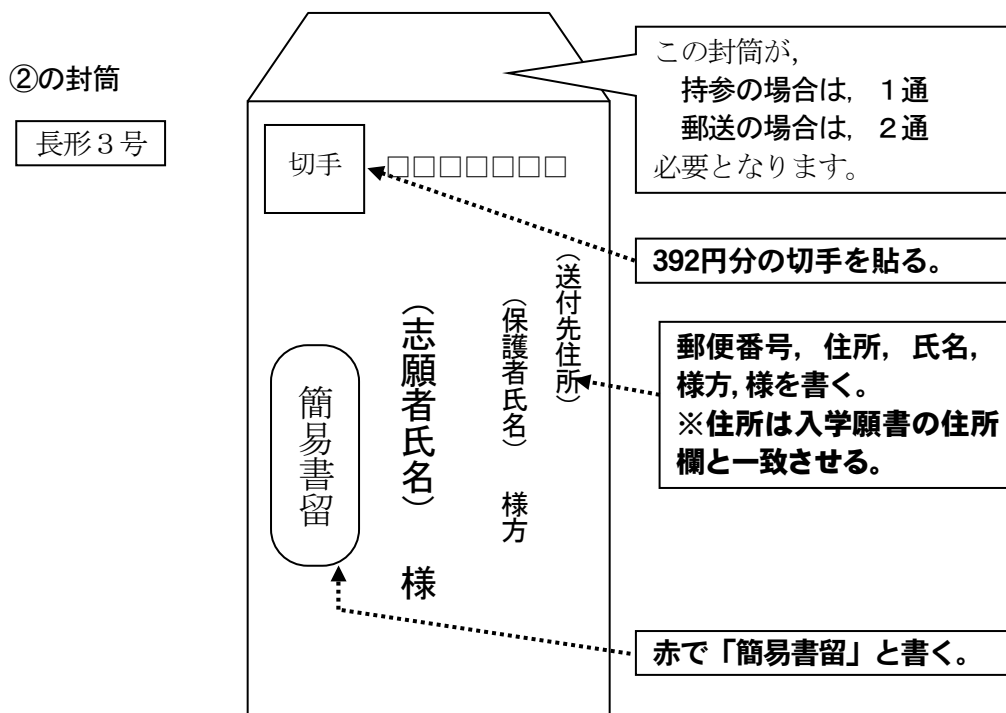 ②の封筒
長形３号
この封筒が，
持参の場合は，１通
郵送の場合は，２通
必要となります。
切手
□□□□□□□
392円分の切手を貼る。
（送付先住所）
（保護者氏名）　様方
（志願者氏名）　様
簡易書留
郵便番号，住所，氏名，
様方，様を書く。
※住所は入学願書の住所
欄と一致させる。
赤で「簡易書留」と書く。